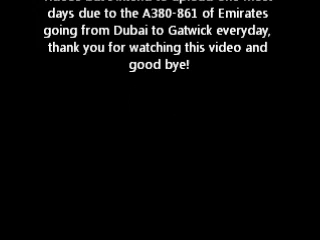 days due to the A380-861 of Emirates
going from Dubai to Gatwick everyday,
thank you for watching this video and
good bye!